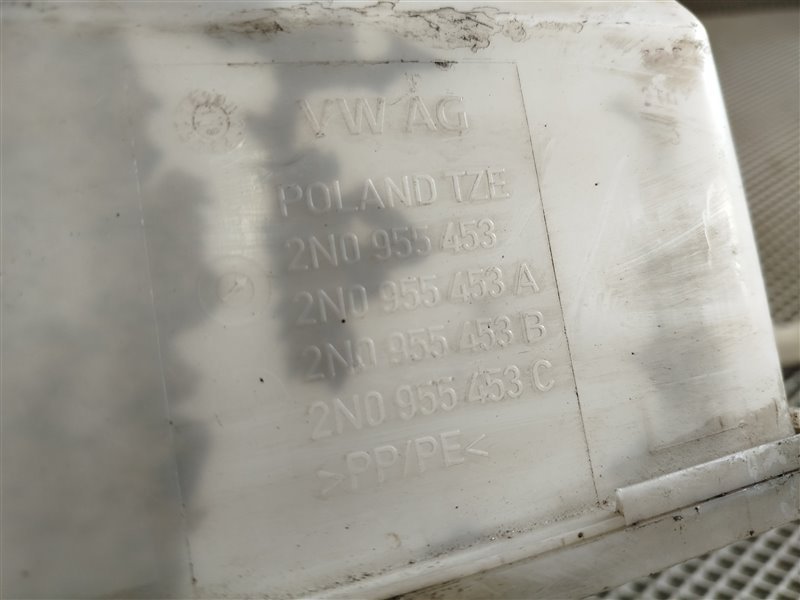 VW AG
POLAND TZE
2N0 955 453
2N0 955 453 A
2N0 955 453 B
2N0 955 453 C
>PP/PE<